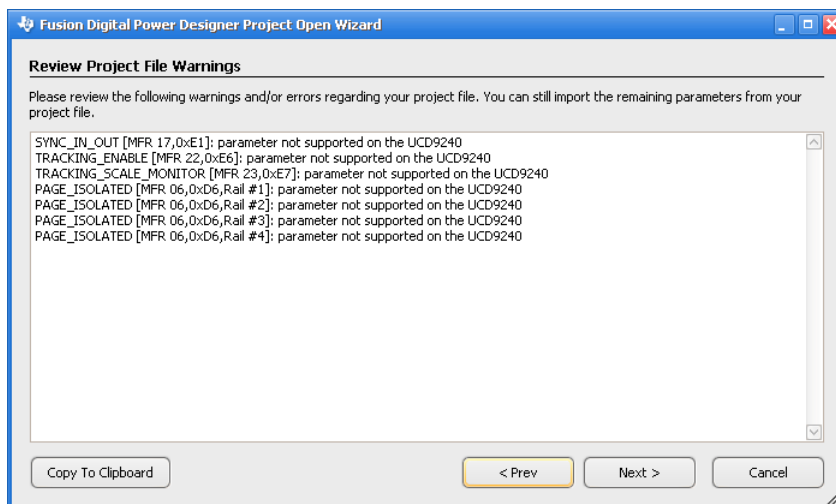 Fusion Digital Power Designer Project Open Wizard
Review Project File Warnings
Please review the following warnings and/or errors regarding your project file. You can still import the remaining parameters from your
project file.
SYNC_IN_OUT [MFR 17,0xE1]: parameter not supported on the UCD9240
TRACKING_ENABLE [MFR 22,0xE6]: parameter not supported on the UCD9240
TRACKING_SCALE_MONITOR [MFR 23,0xE7]: parameter not supported on the UCD9240
PAGE_ISOLATED [MFR 06,0xD6,Rail #1]: parameter not supported on the UCD9240
PAGE_ISOLATED [MFR 06,0xD6,Rail #2]: parameter not supported on the UCD9240
PAGE_ISOLATED [MFR 06,0xD6,Rail #3]: parameter not supported on the UCD9240
PAGE_ISOLATED [MFR 06,0xD6,Rail #4]: parameter not supported on the UCD9240
Copy To Clipboard
< Prev
Next >
Cancel